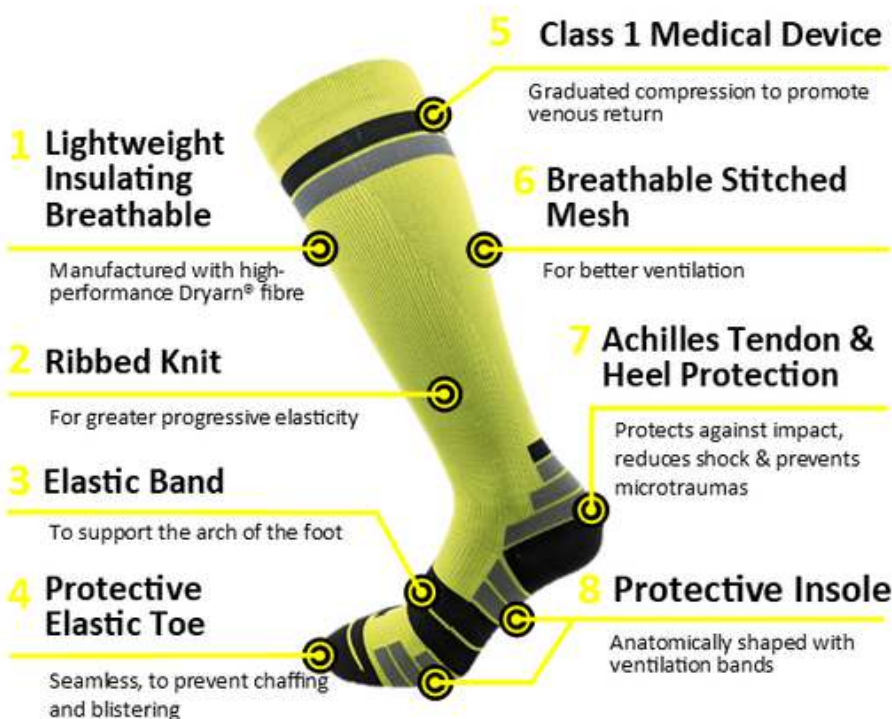 1 Lightweight
Insulating
Breathable
Manufactured with high-
performance Dryarn® fibre
2 Ribbed Knit
For greater progressive elasticity
3 Elastic Band
To support the arch of the foot
4 Protective
Elastic Toe
Seamless, to prevent chaffing
and blistering
5 Class 1 Medical Device
Graduated compression to promote
venous return
6 Breathable Stitched
Mesh
For better ventilation
7 Achilles Tendon &
Heel Protection
Protects against impact,
reduces shock & prevents
microtraumas
8 Protective Insole
Anatomically shaped with
ventilation bands